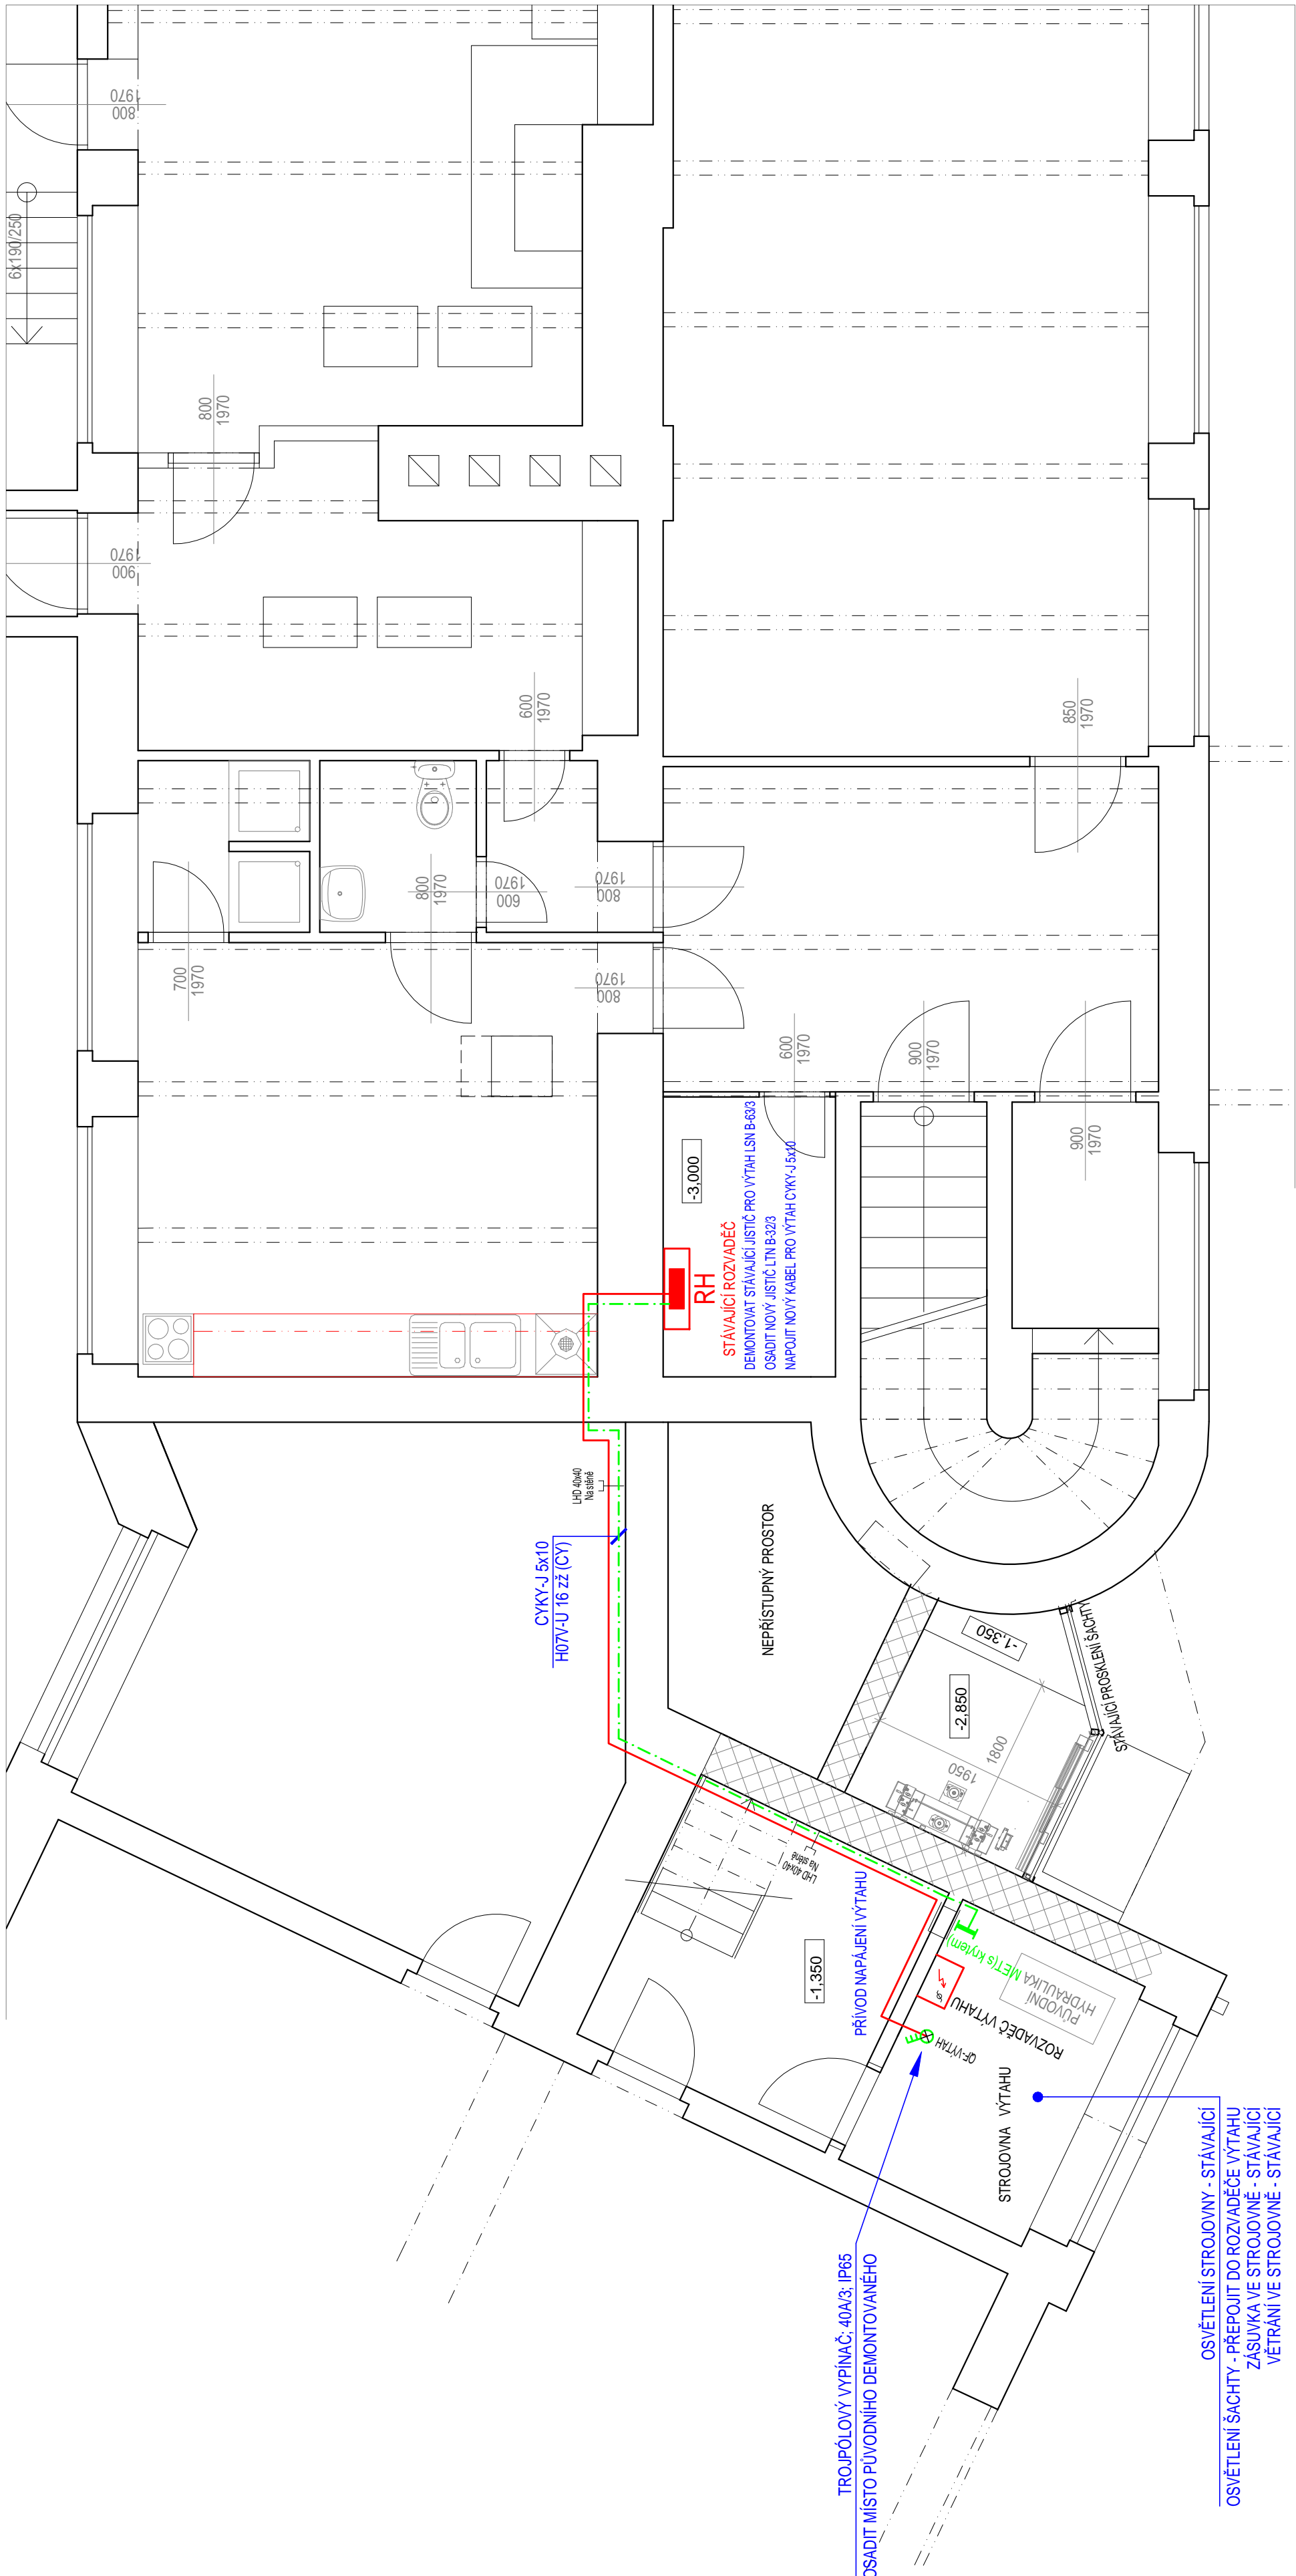 1970
800
6x190/250
800
1970
1970
900
600
1970
850
1970
800
1970
1970
600
1970
800
700
1970
1970
800
600
1970
900
1970
900
1970
-3,000
RH
STÁVAJÍCÍ ROZVADĚČ
DEMONTOVAT STÁVAJÍCÍ JISTIČ PRO VÝTAH LSN B-63/3
OSADIT NOVÝ JISTIČ LTN B-32/3
NAPOJIT NOVÝ KABEL PRO VÝTAH CYKY-J 5x10
LHD 40x40
Na stěně
CYKY-J 5x10
H07V-U 16 zž (CY)
NEPŘÍSTUPNÝ PROSTOR
-1,350
-2,850
1800
1950
STÁVAJÍCÍ PROSKLENÍ ŠACHTY
LHD 40x40
Na stěně
PŘÍVOD NAPÁJENÍ VÝTAHU
-1,350
MET(s krytem)
PŮVODNÍ
HYDRAULIKA
ROZVADĚČ VÝTAHU
QF-VÝTAH
STROJOVNA VÝTAHU
TROJPÓLOVÝ VYPÍNAČ; 40A/3; IP65
OSADIT MÍSTO PŮVODNÍHO DEMONTOVANÉHO
OSVĚTLENÍ STROJOVNY - STÁVAJÍCÍ
OSVĚTLENÍ ŠACHTY - PŘEPOJIT DO ROZVADĚČE VÝTAHU
ZÁSUVKA VE STROJOVNĚ - STÁVAJÍCÍ
VĚTRÁNÍ VE STROJOVNĚ - STÁVAJÍCÍ